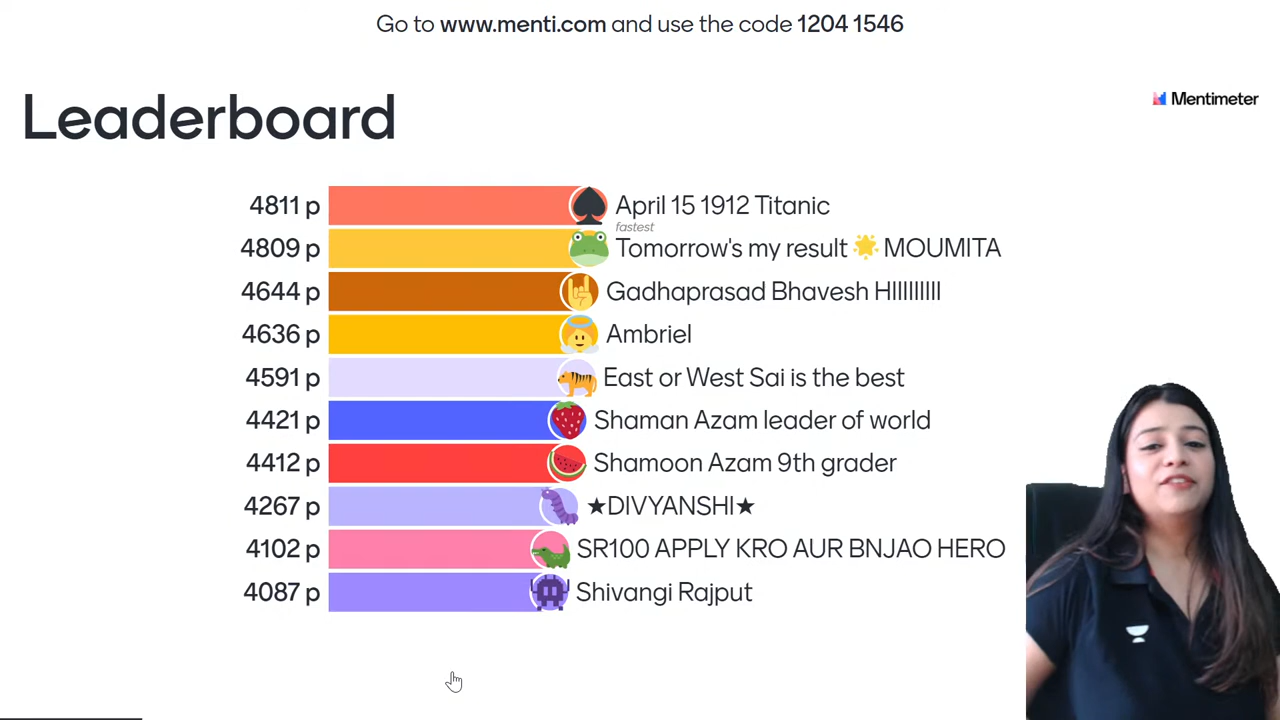 Go to www.menti.com and use the code 1204 1546
Leaderboard
Mentimeter
4811 p April 15 1912 Titanic
fastest
4809 p Tomorrow's my result 🌟 MOUMITA
4644 p Gadhaprasad Bhavesh HIIIIIIIII
4636 p Ambriel
4591 p East or West Sai is the best
4421 p Shaman Azam leader of world
4412 p Shamoon Azam 9th grader
4267 p ★DIVYANSHI★
4102 p SR100 APPLY KRO AUR BNJAO HERO
4087 p Shivangi Rajput